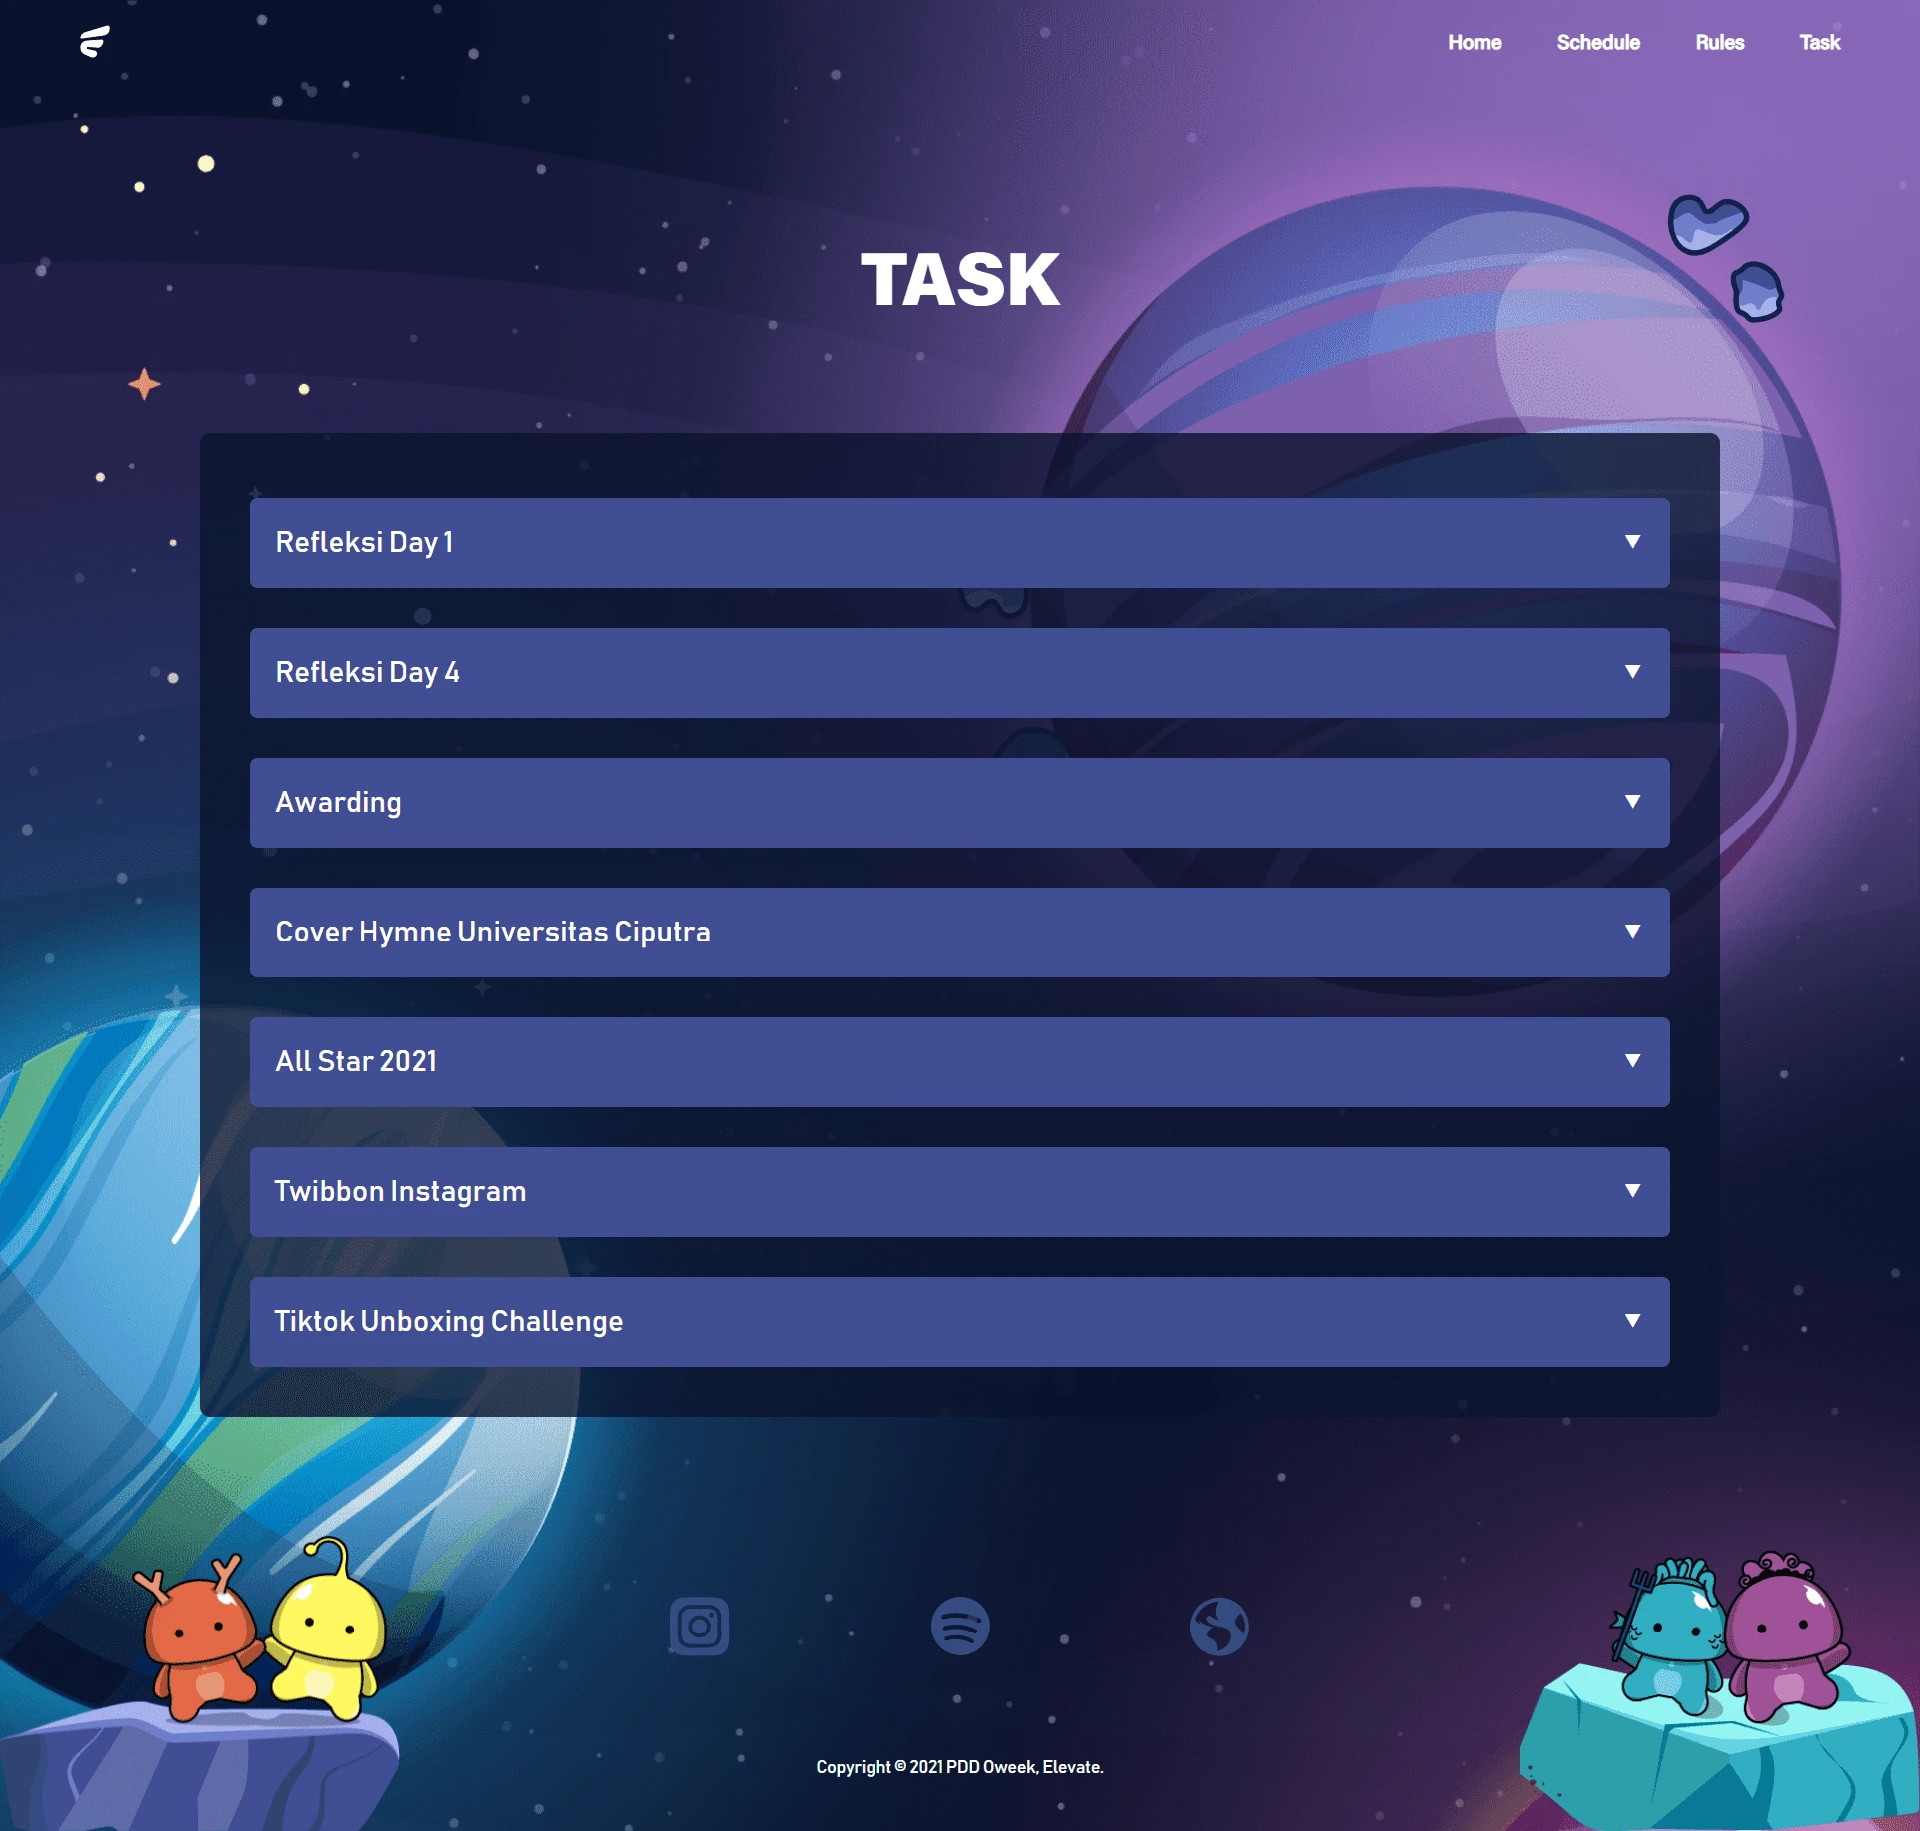 Home Schedule Rules Task
TASK
Refleksi Day 1
Refleksi Day 4
Awarding
Cover Hymne Universitas Ciputra
All Star 2021
Twibbon Instagram
Tiktok Unboxing Challenge
Copyright © 2021 PDD Oweek, Elevate.